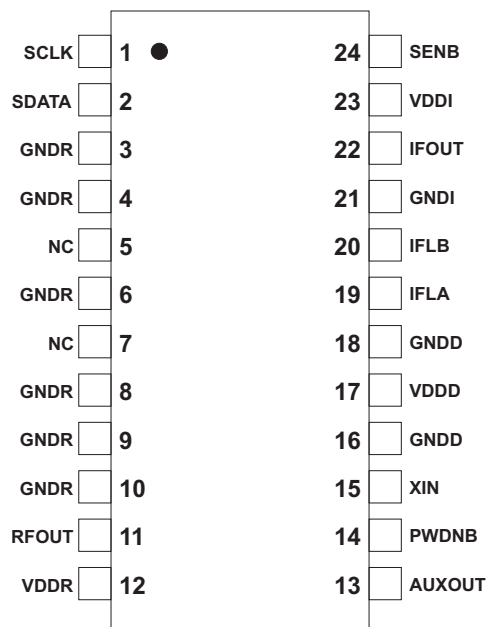 SCLK 1 24 SENB
SDATA 2 23 VDDI
GNDR 3 22 IFOUT
GNDR 4 21 GNDI
NC 5 20 IFLB
GNDR 6 19 IFLA
NC 7 18 GNDD
GNDR 8 17 VDDD
GNDR 9 16 GNDD
GNDR 10 15 XIN
RFOUT 11 14 PWDNB
VDDR 12 13 AUXOUT